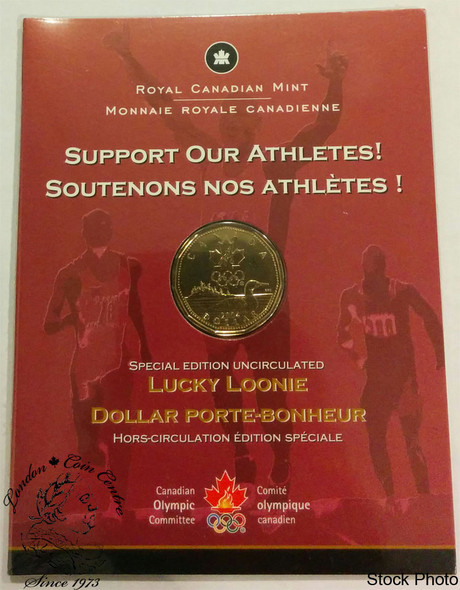 ROYAL CANADIAN MINT
MONNAIE ROYALE CANADIENNE
SUPPORT OUR ATHLETES!
SOUTENONS NOS ATHLÈTES !
CANADA
DOLLAR
SPECIAL EDITION UNCIRCULATED
LUCKY LOONIE
DOLLAR PORTE-BONHEUR
HORS-CIRCULATION ÉDITION SPÉCIALE
Canadian
Olympic
Committee
Comité
olympique
canadien
London Coin Centre
Since 1973
Stock Photo